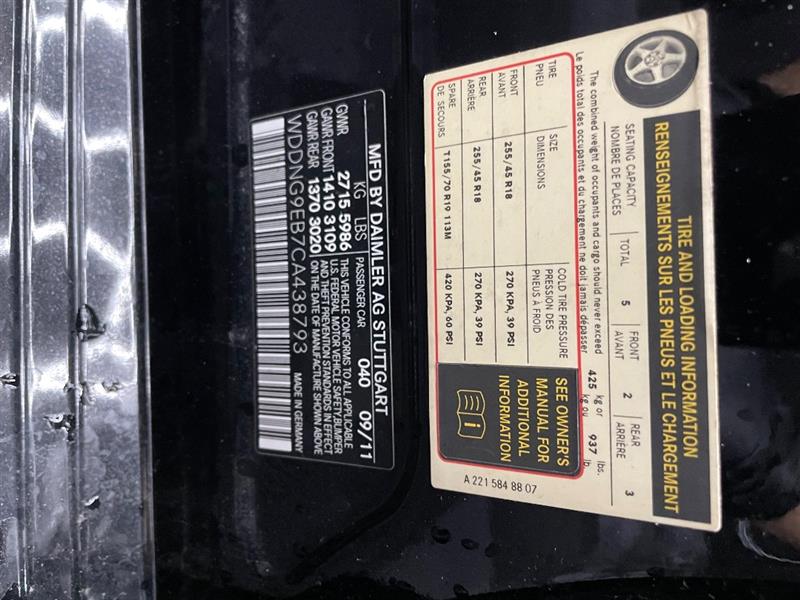 TIRE AND LOADING INFORMATION
RENSEIGNEMENTS SUR LES PNEUS ET LE CHARGEMENT
SEATING CAPACITY TOTAL 5 FRONT 2 REAR 3
NOMBRE DE PLACES AVANT ARRIÈRE
The combined weight of occupants and cargo should never exceed 425 kg or 937 lbs.
Le poids total des occupants et du chargement ne doit jamais dépasser kg ou lb.
TIRE SIZE COLD TIRE PRESSURE
PNEU DIMENSIONS PRESSION DES
PNEUS À FROID
FRONT 255/45 R18 270 KPA, 39 PSI
AVANT
REAR 255/45 R18 270 KPA, 39 PSI
ARRIÈRE
SPARE T155/70 R19 113M 420 KPA, 60 PSI
DE SECOURS
SEE OWNER'S
MANUAL FOR
ADDITIONAL
INFORMATION
A 221 584 88 07
MFD BY DAIMLER AG STUTTGART
KG LBS PASSENGER CAR 040 09/11
GVWR 2715 5986 THIS VEHICLE CONFORMS TO ALL APPLICABLE
GAWR FRONT 1410 3109 U.S. FEDERAL MOTOR VEHICLE SAFETY,BUMPER
GAWR REAR 1370 3020 AND THEFT PREVENTION STANDARDS IN EFFECT
ON THE DATE OF MANUFACTURE SHOWN ABOVE
WDDNG9EB7CA438793 MADE IN GERMANY